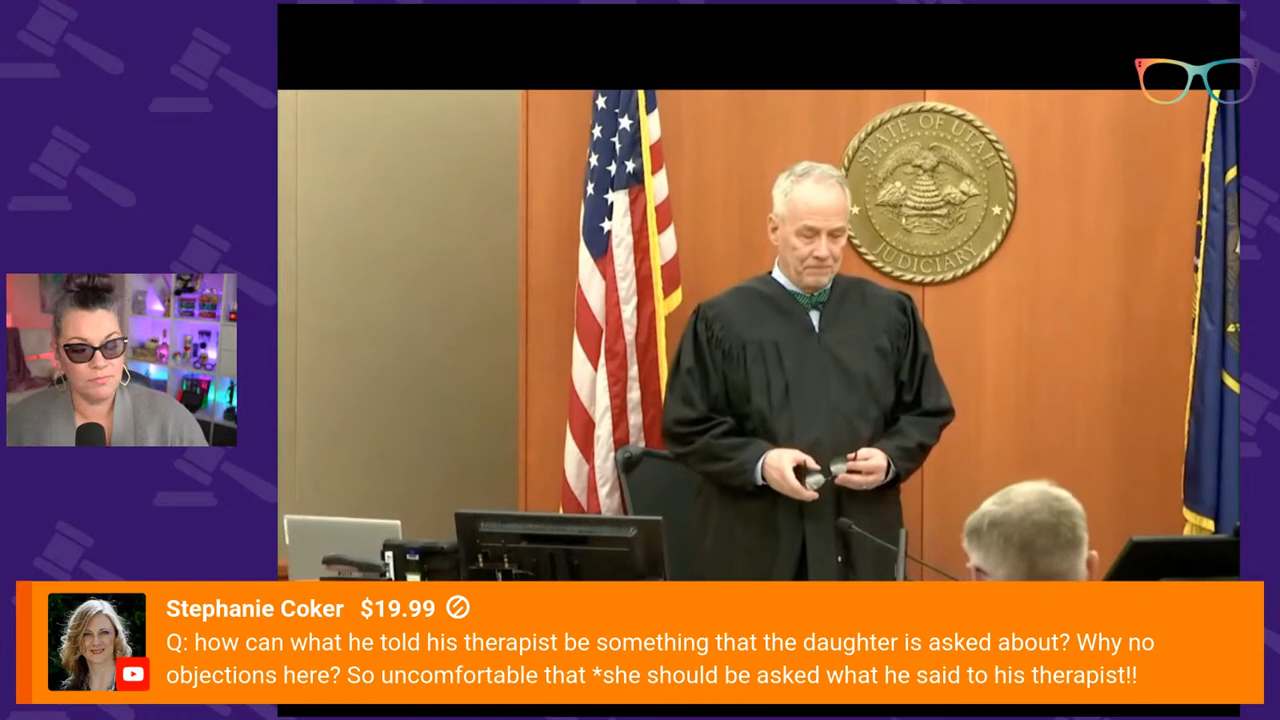 STATE OF UTAH
JUDICIARY
Stephanie Coker $19.99
Q: how can what he told his therapist be something that the daughter is asked about? Why no
objections here? So uncomfortable that *she should be asked what he said to his therapist!!